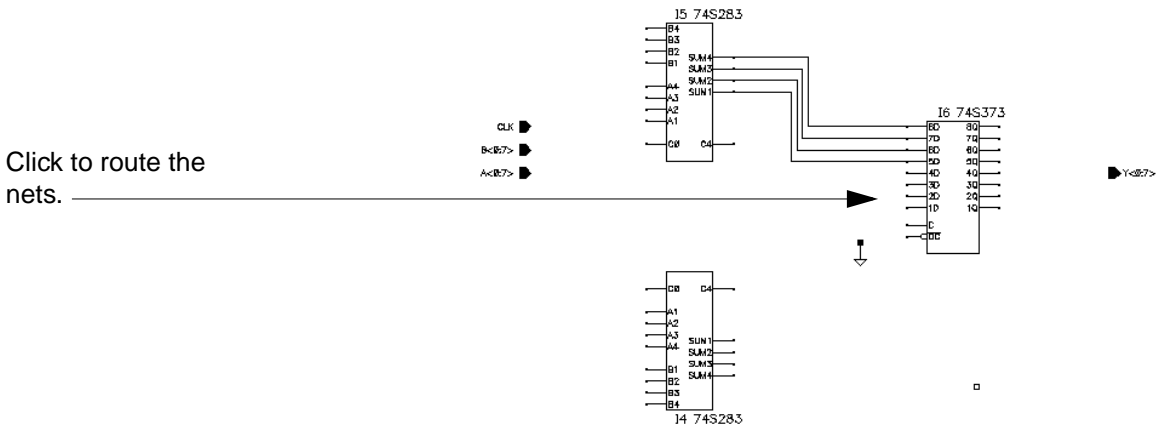 I5 74S283
B4
B3
B2
B1
A4
A3
A2
A1
C0
SUM4
SUM3
SUM2
SUM1
C4
CLK
B<0:7>
A<0:7>
Click to route the
nets.
I6 74S373
8D 8Q
7D 7Q
6D 6Q
5D 5Q
4D 4Q
3D 3Q
2D 2Q
1D 1Q
C
OC
Y<0:7>
C0 C4
A1
A2
A3
A4
SUM1
SUM2
SUM3
SUM4
B1
B2
B3
B4
I4 74S283